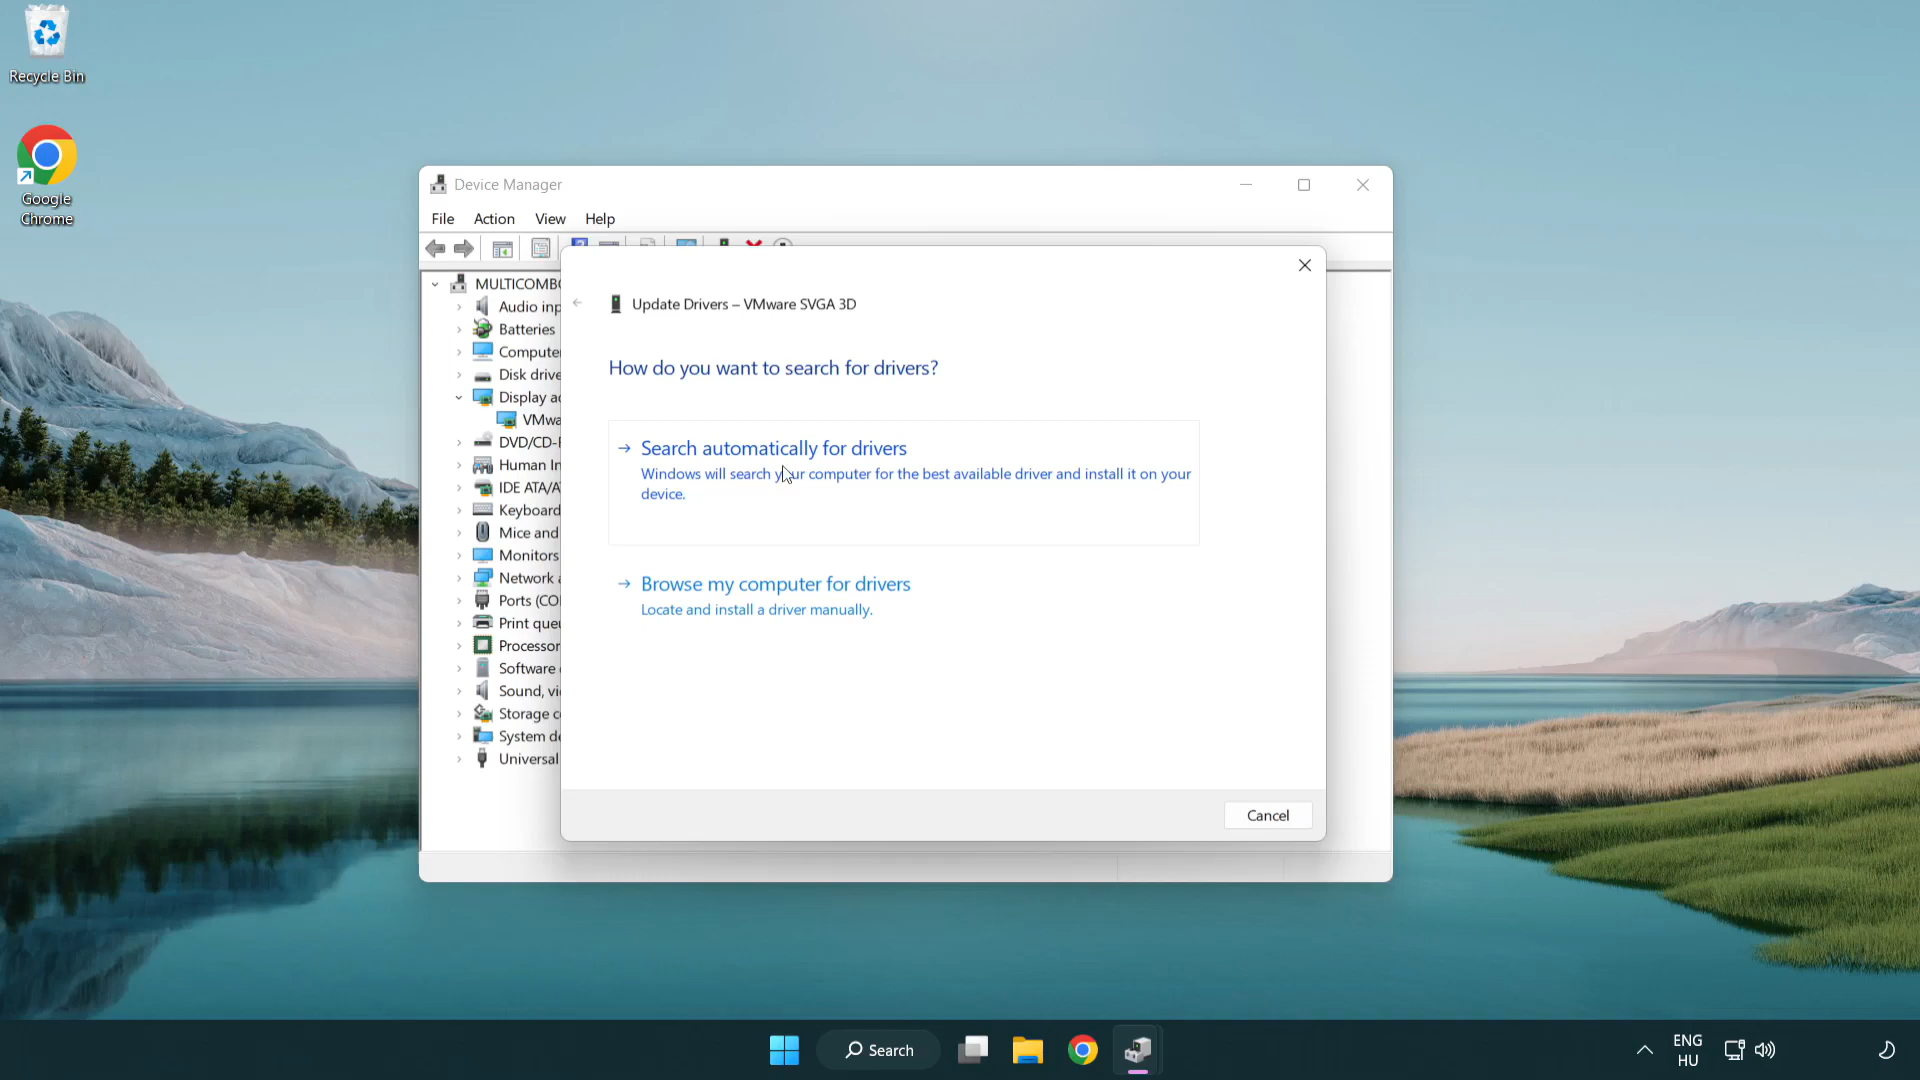 Recycle Bin
Google
Chrome
Device Manager
File Action View Help
MULTICOMBO
Audio inp
Batteries
Compute
Disk drive
Display a
VMwa
DVD/CD-
Human In
IDE ATA/A
Keyboard
Mice and
Monitors
Network a
Ports (CO
Print que
Processor
Software
Sound, vi
Storage c
System de
Universal
Update Drivers – VMware SVGA 3D
How do you want to search for drivers?
Search automatically for drivers
Windows will search your computer for the best available driver and install it on your
device.
Browse my computer for drivers
Locate and install a driver manually.
Cancel
Search
ENG
HU